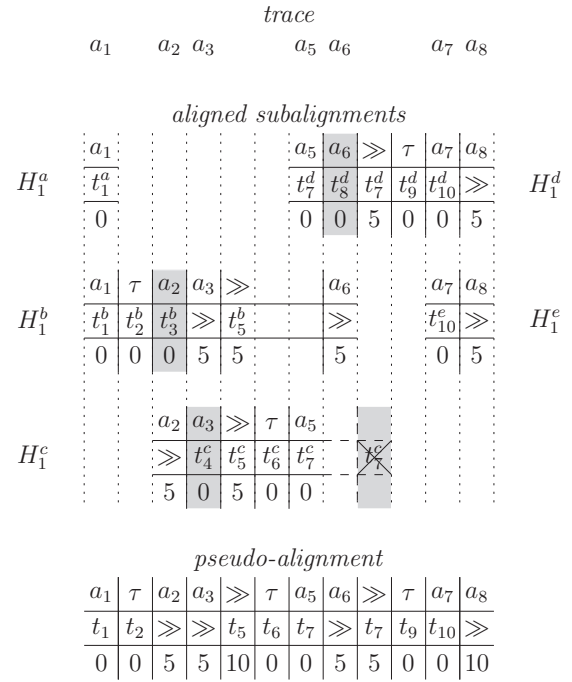 trace
a₁ a₂ a₃ a₅ a₆ a₇ a₈
aligned subalignments
a₁ a₅ a₆ ≫ τ a₇ a₈
H₁ᵃ t₁ᵃ t₇ᵈ t₈ᵈ t₇ᵈ t₉ᵈ t₁₀ᵈ ≫ H₁ᵈ
0 0 0 5 0 0 5
a₁ τ a₂ a₃ ≫ a₆ a₇ a₈
H₁ᵇ t₁ᵇ t₂ᵇ t₃ᵇ ≫ t₅ᵇ ≫ t₁₀ᵉ ≫ H₁ᵉ
0 0 0 5 5 5 0 5
a₂ a₃ ≫ τ a₅
H₁ᶜ ≫ t₄ᶜ t₅ᶜ t₆ᶜ t₇ᶜ t₇ᶜ
5 0 5 0 0
pseudo-alignment
a₁ τ a₂ a₃ ≫ τ a₅ a₆ ≫ τ a₇ a₈
t₁ t₂ ≫ ≫ t₅ t₆ t₇ ≫ t₇ t₉ t₁₀ ≫
0 0 5 5 10 0 0 5 5 0 0 10